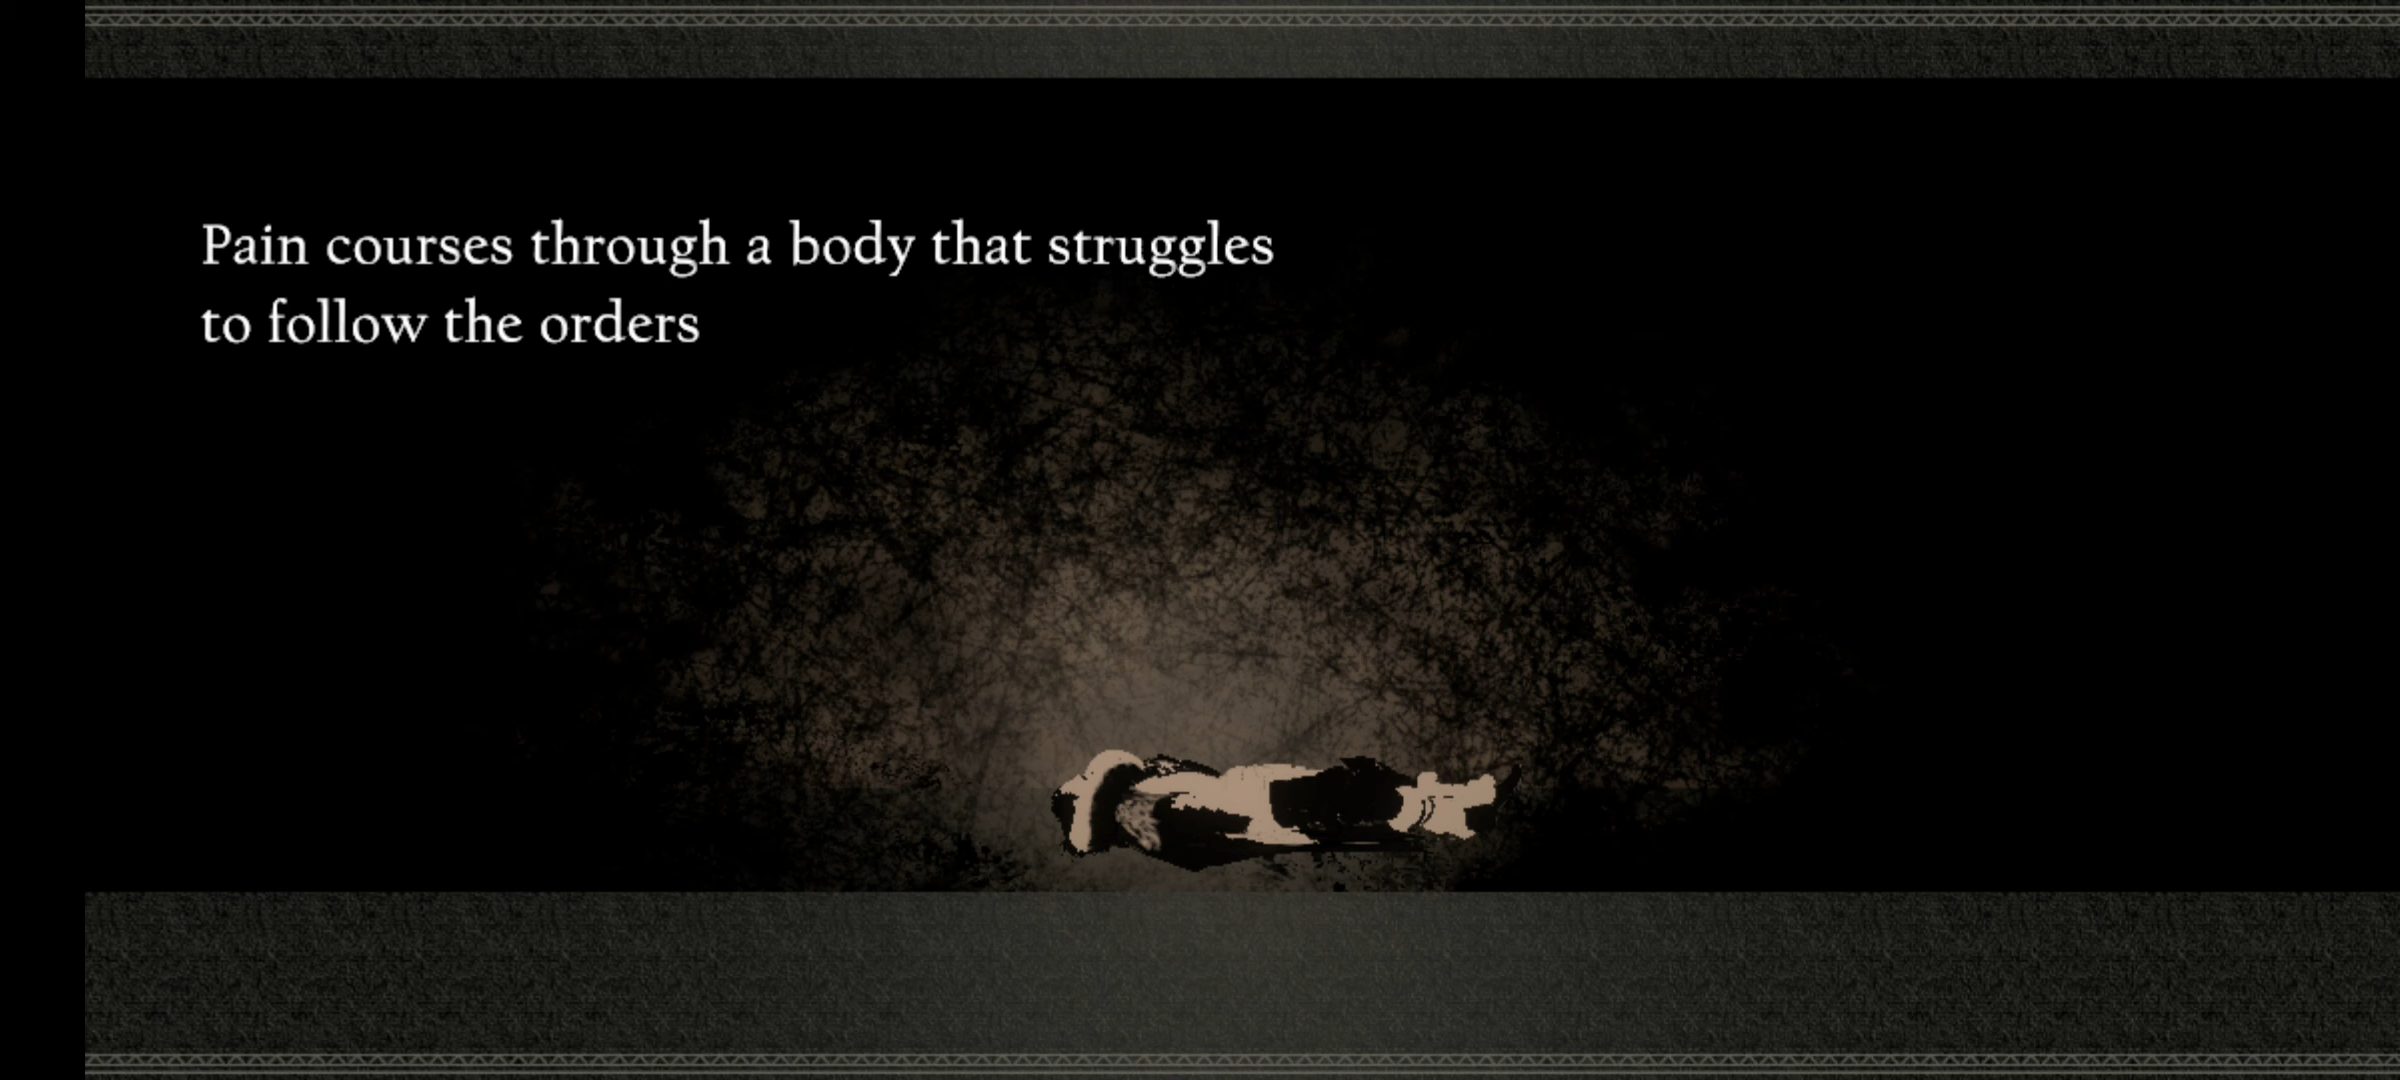 Pain courses through a body that struggles
to follow the orders